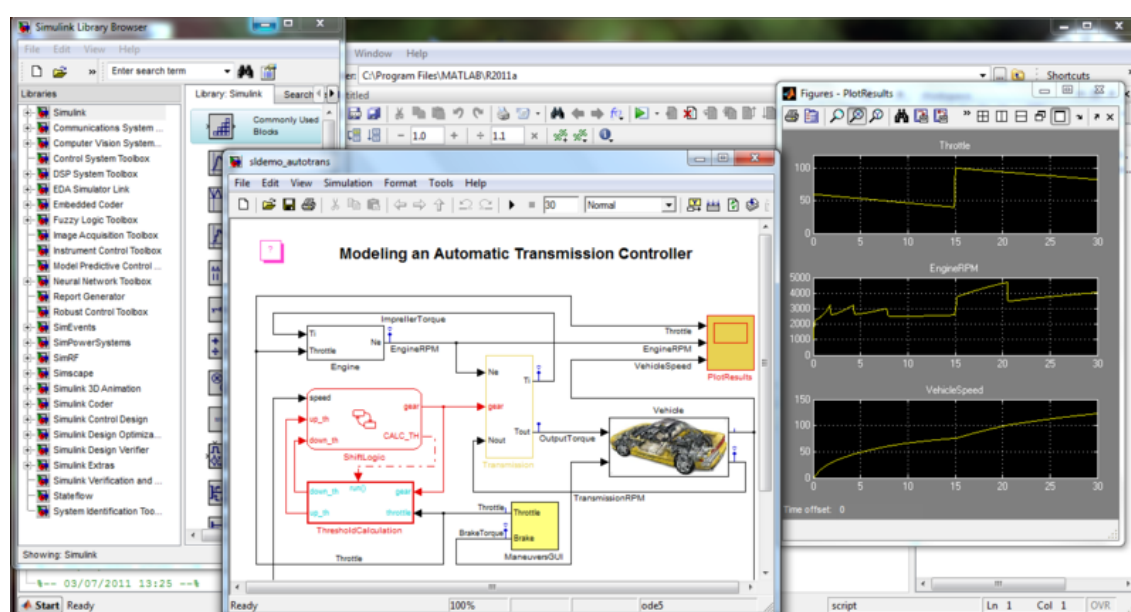 Simulink Library Browser
File Edit View Help
Enter search term
Libraries
Library: Simulink Search
Simulink
Communications System ...
Computer Vision System...
Control System Toolbox
DSP System Toolbox
EDA Simulator Link
Embedded Coder
Fuzzy Logic Toolbox
Image Acquisition Toolbox
Instrument Control Toolbox
Model Predictive Control ...
Neural Network Toolbox
Report Generator
Robust Control Toolbox
SimEvents
SimPowerSystems
SimRF
Simscape
Simulink 3D Animation
Simulink Coder
Simulink Control Design
Simulink Design Optimiza...
Simulink Design Verifier
Simulink Extras
Simulink Verification and ...
Stateflow
System Identification Too...
Commonly Used
Blocks
Showing: Simulink
%-- 03/07/2011 13:25 --%
Start Ready
Window Help
C:\Program Files\MATLAB\R2011a
Shortcuts
1.0
1.1
sldemo_autotrans
File Edit View Simulation Format Tools Help
30 Normal
?
Modeling an Automatic Transmission Controller
ImprellerTorque
Ti
Throttle
Ne
EngineRPM
Engine
Throttle
EngineRPM
VehicleSpeed
PlotResults
speed
up_th
down_th
gear
CALC_TH
ShiftLogic
Ne
gear
Nout
Ti
Tout
Transmission
OutputTorque
Vehicle
TransmissionRPM
down_th
up_th
run()
gear
throttle
ThresholdCalculation
Throttle
Throttle
BrakeTorque
Throttle
Brake
ManeuversGUI
Ready 100% ode5
Figures - PlotResults
Throttle
100
50
0
0 5 10 15 20 25 30
EngineRPM
5000
4000
3000
2000
1000
0
0 5 10 15 20 25 30
VehicleSpeed
150
100
50
0
0 5 10 15 20 25 30
Time offset: 0
script Ln 1 Col 1 OVR